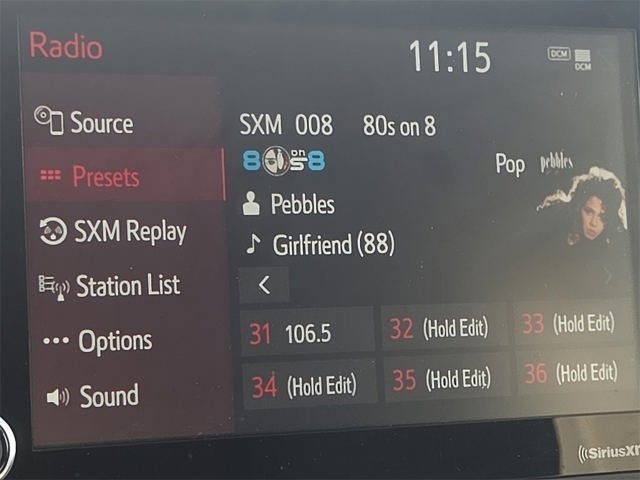 Radio
11:15
DCM
DCM
Source
Presets
SXM Replay
Station List
Options
Sound
SXM 008 80s on 8
80s on 8
Pop
pebbles
Pebbles
Girlfriend (88)
31 106.5
32 (Hold Edit)
33 (Hold Edit)
34 (Hold Edit)
35 (Hold Edit)
36 (Hold Edit)
SiriusXM